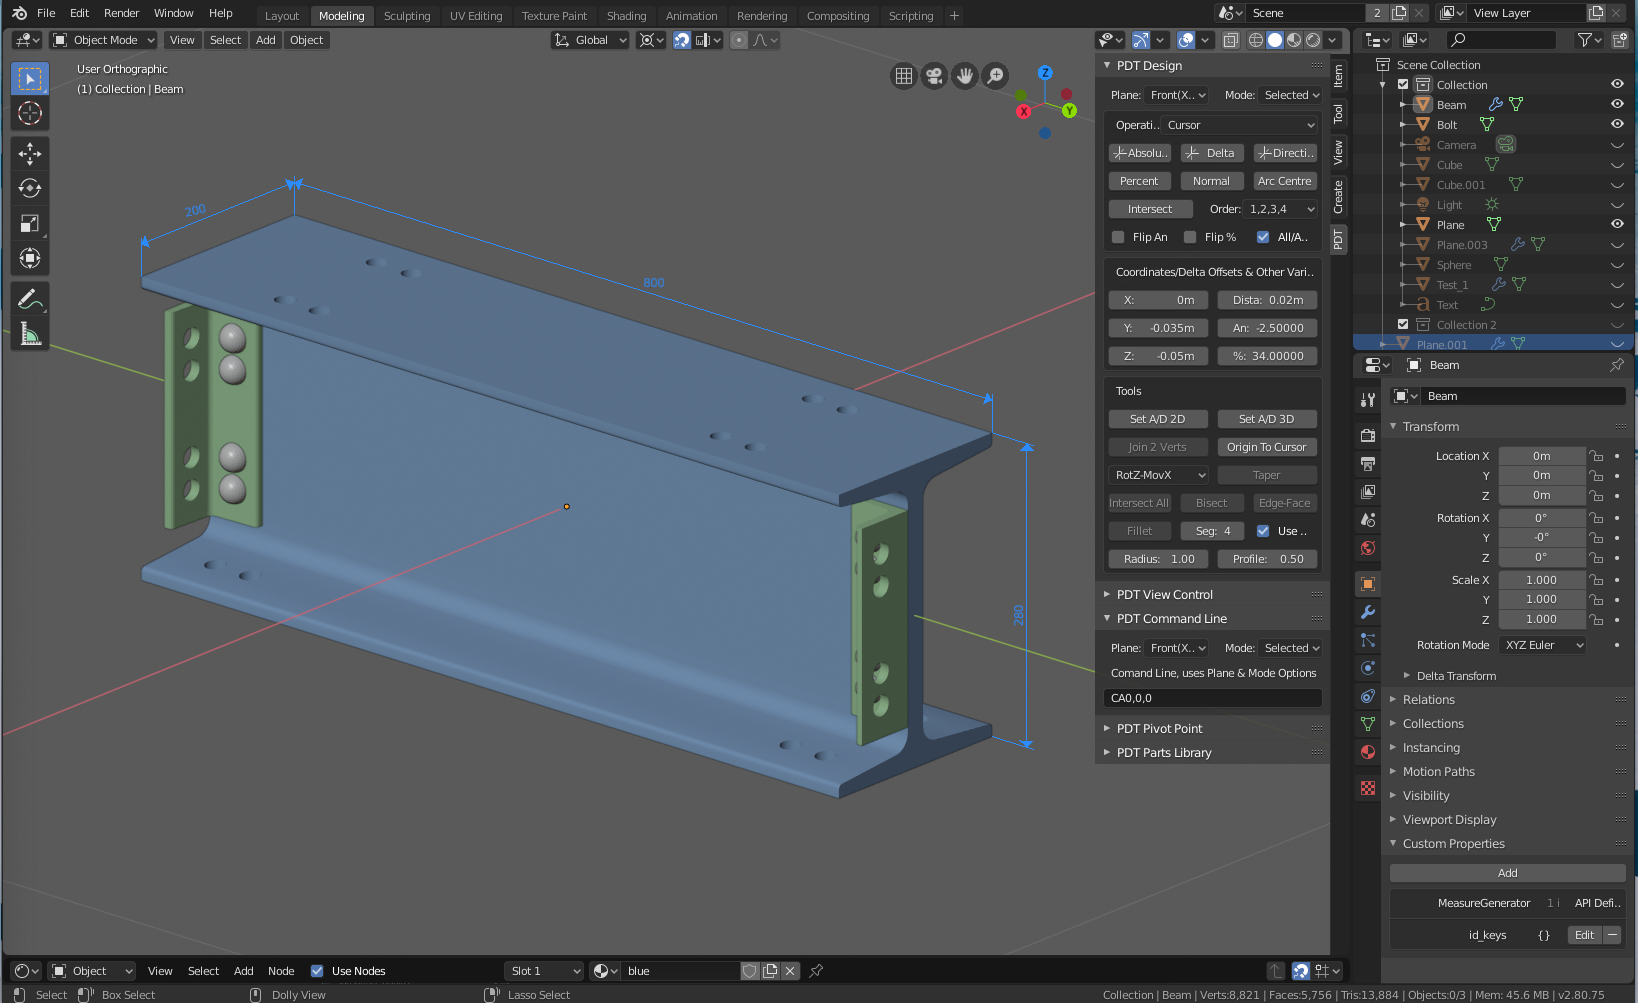 File Edit Render Window Help
Layout Modeling Sculpting UV Editing Texture Paint Shading Animation Rendering Compositing Scripting +
Scene 2 View Layer
Object Mode View Select Add Object Global
User Orthographic
(1) Collection | Beam
200
800
280
Z
X
Y
PDT Design
Plane: Front(X.. Mode: Selected
Operati.. Cursor
Absolu.. Delta Directi..
Percent Normal Arc Centre
Intersect Order: 1,2,3,4
Flip An Flip % All/A..
Coordinates/Delta Offsets & Other Vari..
X: 0m Dista: 0.02m
Y: -0.035m An: -2.50000
Z: -0.05m %: 34.00000
Tools
Set A/D 2D Set A/D 3D
Join 2 Verts Origin To Cursor
RotZ-MovX Taper
Intersect All Bisect Edge-Face
Fillet Seg: 4 Use ..
Radius: 1.00 Profile: 0.50
PDT View Control
PDT Command Line
Plane: Front(X.. Mode: Selected
Comand Line, uses Plane & Mode Options
CA0,0,0
PDT Pivot Point
PDT Parts Library
Item
Tool
View
Create
PDT
Scene Collection
Collection
Beam
Bolt
Camera
Cube
Cube.001
Light
Plane
Plane.003
Sphere
Test_1
Text
Collection 2
Plane.001
Beam
Beam
Transform
Location X 0m
Y 0m
Z 0m
Rotation X 0°
Y -0°
Z 0°
Scale X 1.000
Y 1.000
Z 1.000
Rotation Mode XYZ Euler
Delta Transform
Relations
Collections
Instancing
Motion Paths
Visibility
Viewport Display
Custom Properties
Add
MeasureGenerator 1 i API Defi..
id_keys {} Edit
Object View Select Add Node Use Nodes Slot 1 blue
Select Box Select Dolly View Lasso Select
Collection | Beam | Verts:8,821 | Faces:5,756 | Tris:13,884 | Objects:0/3 | Mem: 45.6 MB | v2.80.75